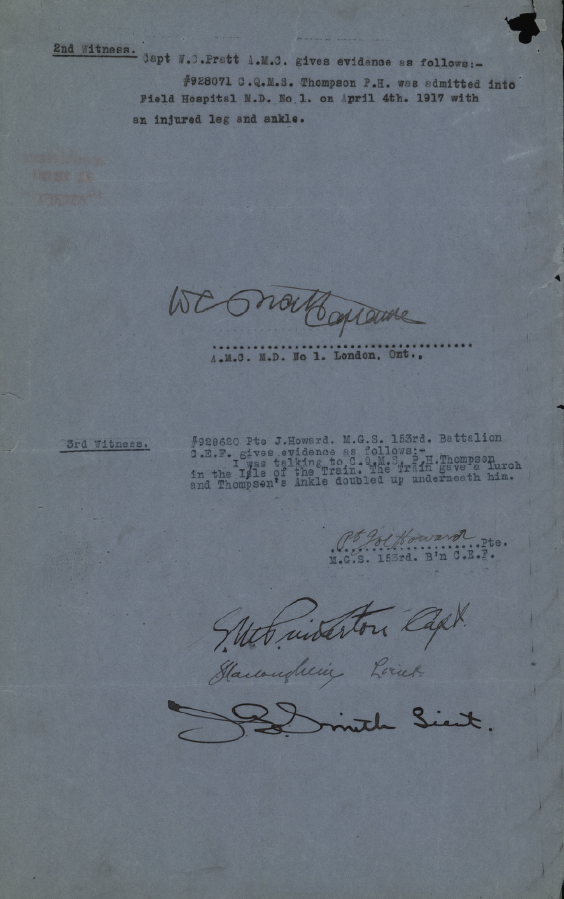 2nd Witness.
Capt W.C.Pratt A.M.C. gives evidence as follows:-
#928071 C.Q.M.S. Thompson P.H. was admitted into
Field Hospital M.D. No 1. on April 4th. 1917 with
an injured leg and ankle.
W C Pratt Captain
A.M.C. M.D. No 1. London, Ont.,
3rd Witness.
#928620 Pte J.Howard. M.G.S. 153rd. Battalion
C.E.F. gives evidence as follows:-
I was talking to C.Q.M.S. P.H.Thompson
in the Isle of the Train. The Train gave a lurch
and Thompson's Ankle doubled up underneath him.
Howard Pte.
M.G.S. 153rd. B'n C.E.F.
Capt.
Lieut.
Smith Lieut.